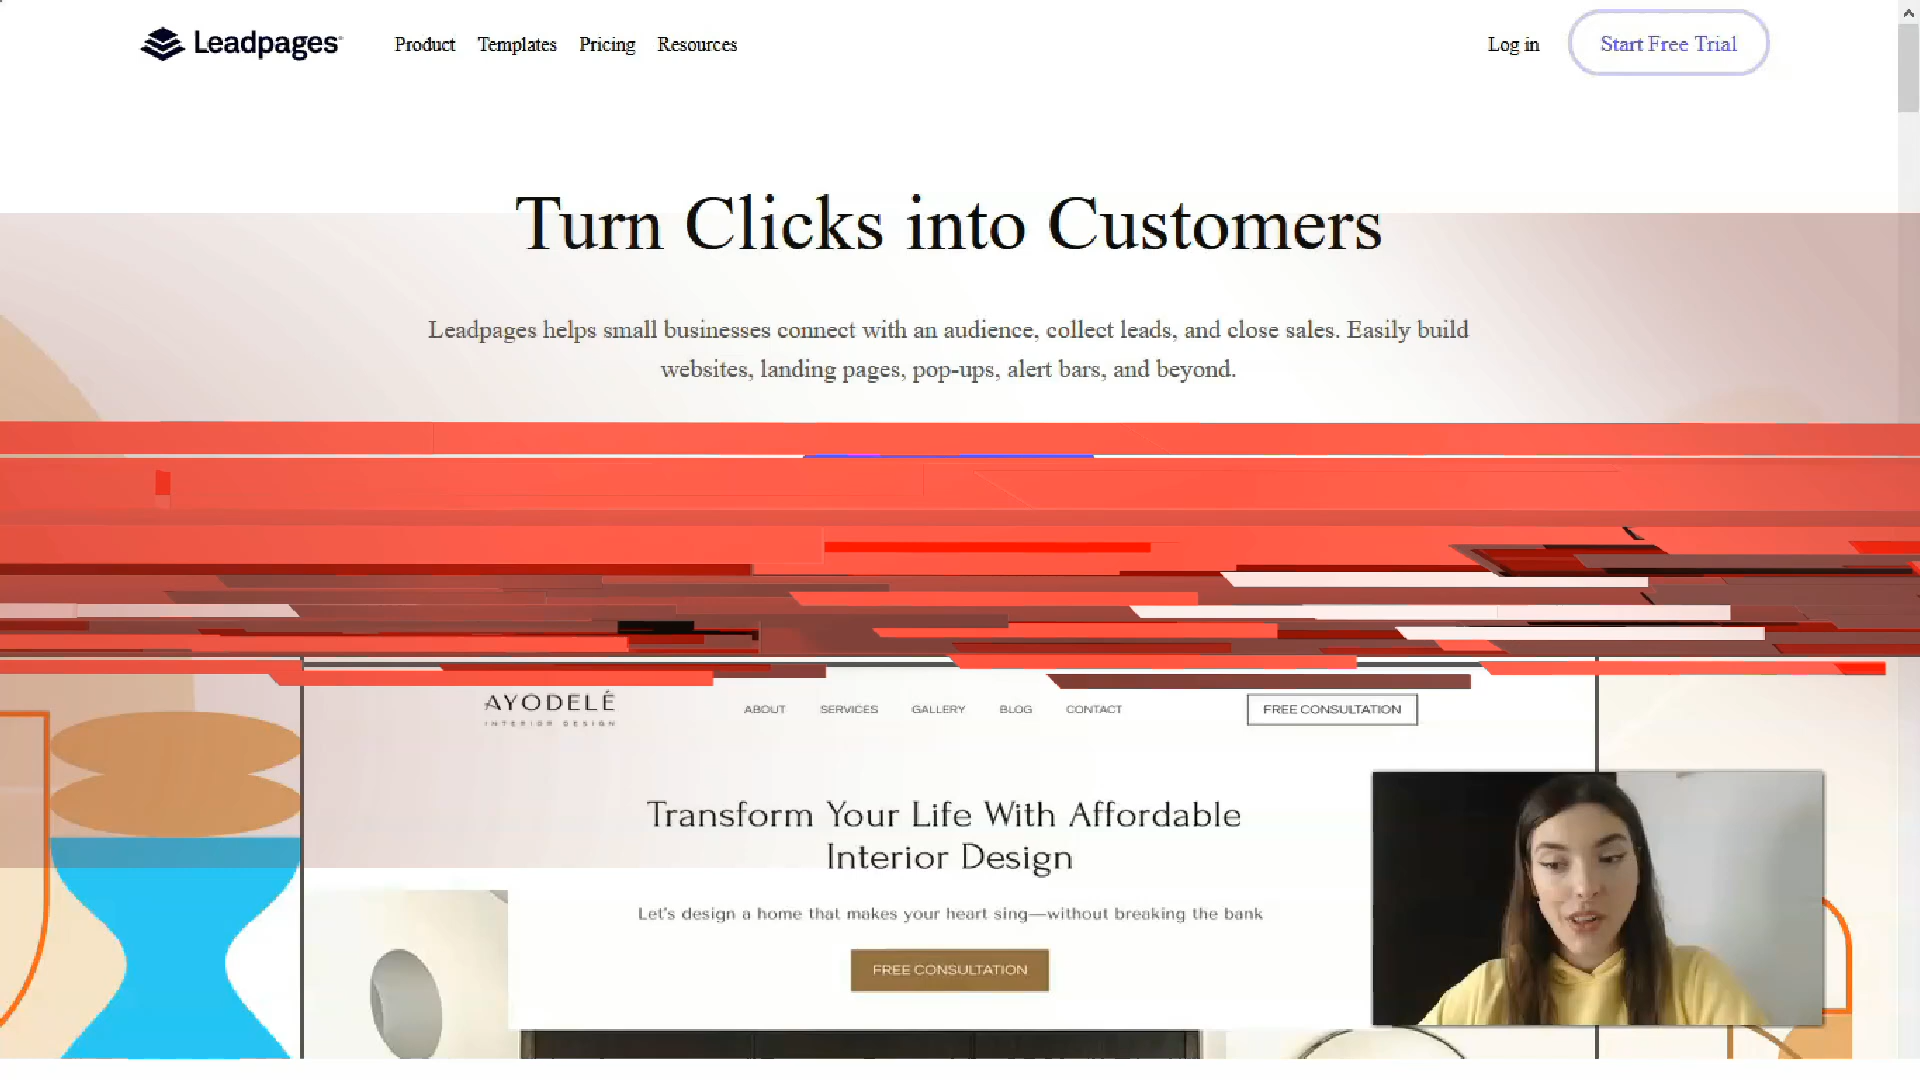 Leadpages
Product Templates Pricing Resources
Log in
Start Free Trial
Turn Clicks into Customers
Leadpages helps small businesses connect with an audience, collect leads, and close sales. Easily build
websites, landing pages, pop-ups, alert bars, and beyond.
AYODELÉ
INTERIOR DESIGN
ABOUT SERVICES GALLERY BLOG CONTACT
FREE CONSULTATION
Transform Your Life With Affordable
Interior Design
Let's design a home that makes your heart sing—without breaking the bank
FREE CONSULTATION